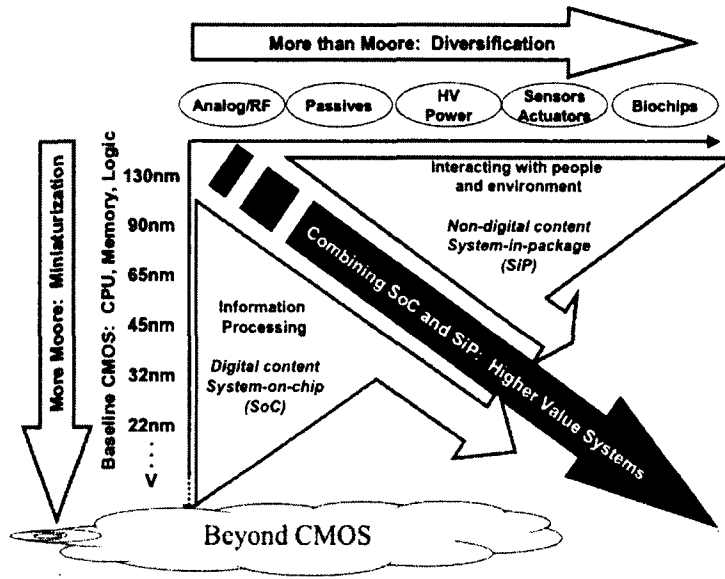 More than Moore: Diversification
Analog/RF
Passives
HV
Power
Sensors
Actuators
Biochips
More Moore: Miniaturization
Baseline CMOS: CPU, Memory, Logic
130nm
90nm
65nm
45nm
32nm
22nm
Interacting with people
and environment
Non-digital content
System-in-package
(SiP)
Combining SoC and SiP: Higher Value Systems
Information
Processing
Digital content
System-on-chip
(SoC)
Beyond CMOS